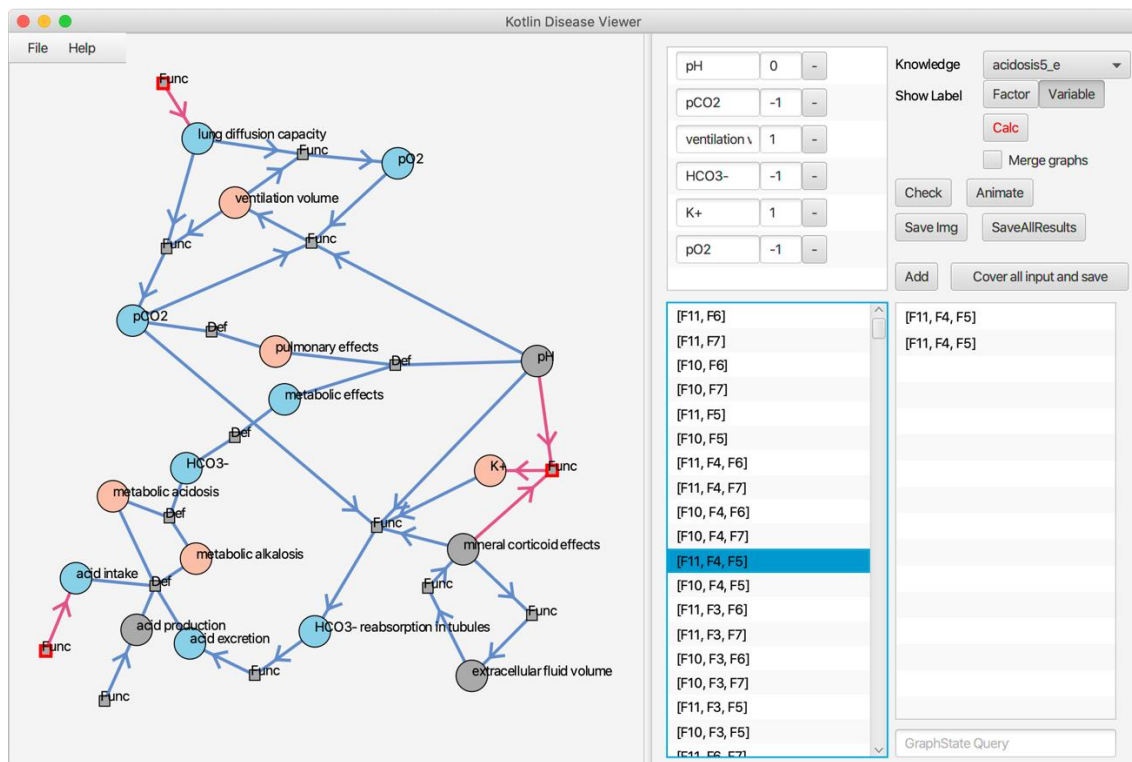 Kotlin Disease Viewer
File Help
Func
lung diffusion capacity
Func
pO2
ventilation volume
Func
Func
pCO2
Def
pulmonary effects
Def
pH
metabolic effects
Def
HCO3-
K+
Func
metabolic acidosis
Def
Func
mineral corticoid effects
metabolic alkalosis
acid intake
Def
Func
Func
acid production
acid excretion
HCO3- reabsorption in tubules
Func
Func
extracellular fluid volume
Func
pH 0 -
pCO2 -1 -
ventilation v 1 -
HCO3- -1 -
K+ 1 -
pO2 -1 -
Knowledge acidosis5_e
Show Label Factor Variable
Calc
Merge graphs
Check Animate
Save Img SaveAllResults
Add Cover all input and save
[F11, F6]
[F11, F7]
[F10, F6]
[F10, F7]
[F11, F5]
[F10, F5]
[F11, F4, F6]
[F11, F4, F7]
[F10, F4, F6]
[F10, F4, F7]
[F11, F4, F5]
[F10, F4, F5]
[F11, F3, F6]
[F11, F3, F7]
[F10, F3, F6]
[F10, F3, F7]
[F11, F3, F5]
[F10, F3, F5]
[F11, F6, F7]
[F11, F4, F5]
[F11, F4, F5]
GraphState Query